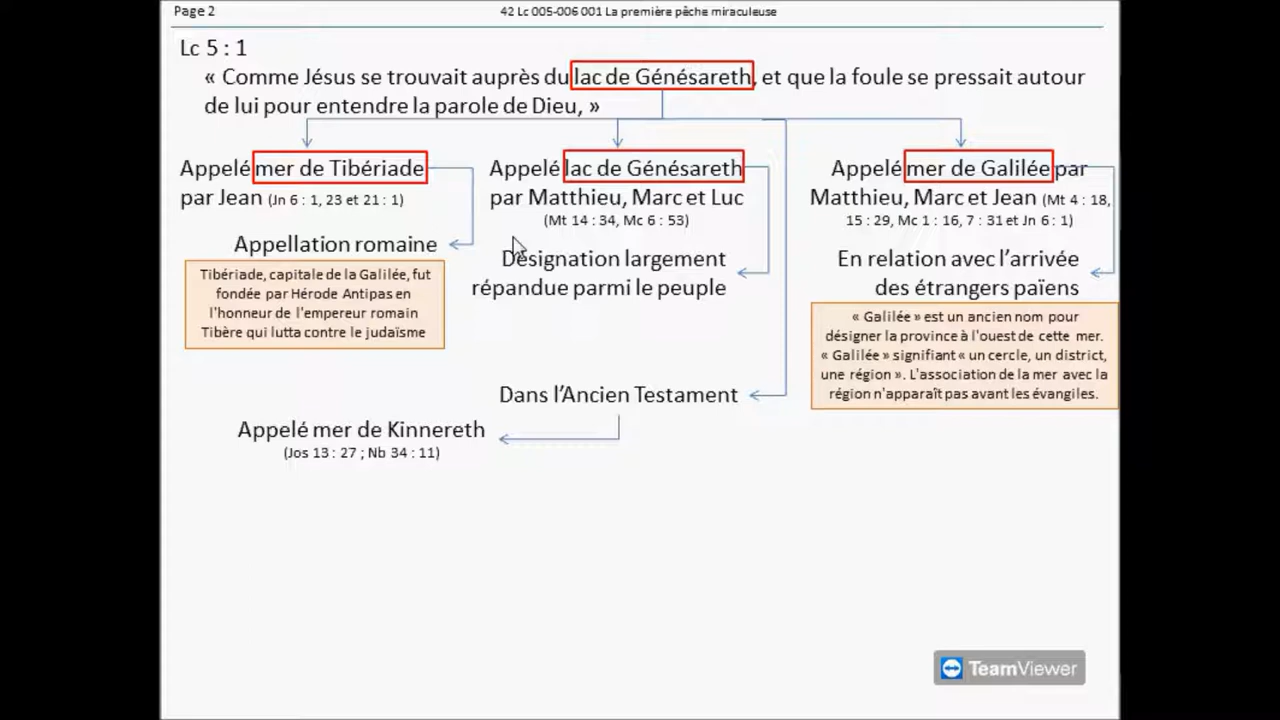 Page 2
42 Lc 005-006 001 La première pêche miraculeuse
Lc 5 : 1
« Comme Jésus se trouvait auprès du lac de Génésareth, et que la foule se pressait autour
de lui pour entendre la parole de Dieu, »
Appelé mer de Tibériade
par Jean (Jn 6 : 1, 23 et 21 : 1)
Appellation romaine
Tibériade, capitale de la Galilée, fut
fondée par Hérode Antipas en
l'honneur de l'empereur romain
Tibère qui lutta contre le judaïsme
Appelé lac de Génésareth
par Matthieu, Marc et Luc
(Mt 14 : 34, Mc 6 : 53)
Désignation largement
répandue parmi le peuple
Appelé mer de Galilée par
Matthieu, Marc et Jean (Mt 4 : 18,
15 : 29, Mc 1 : 16, 7 : 31 et Jn 6 : 1)
En relation avec l’arrivée
des étrangers païens
« Galilée » est un ancien nom pour
désigner la province à l'ouest de cette mer.
« Galilée » signifiant « un cercle, un district,
une région ». L'association de la mer avec la
région n'apparaît pas avant les évangiles.
Dans l’Ancien Testament
Appelé mer de Kinnereth
(Jos 13 : 27 ; Nb 34 : 11)
TeamViewer